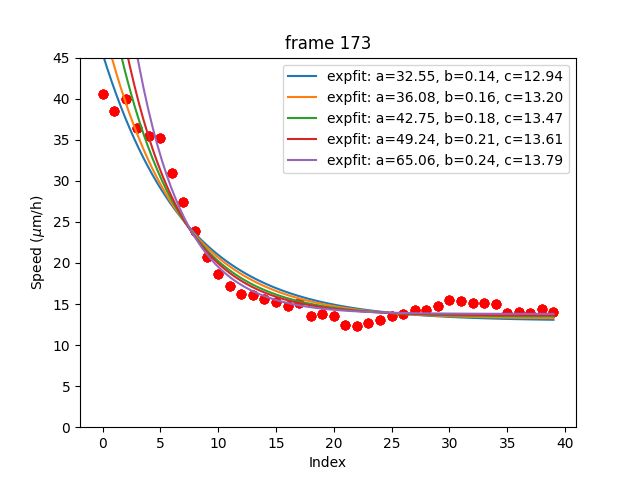 frame 173
expfit: a=32.55, b=0.14, c=12.94
expfit: a=36.08, b=0.16, c=13.20
expfit: a=42.75, b=0.18, c=13.47
expfit: a=49.24, b=0.21, c=13.61
expfit: a=65.06, b=0.24, c=13.79
45
40
35
30
25
20
15
10
5
0
Speed (μm/h)
0 5 10 15 20 25 30 35 40
Index